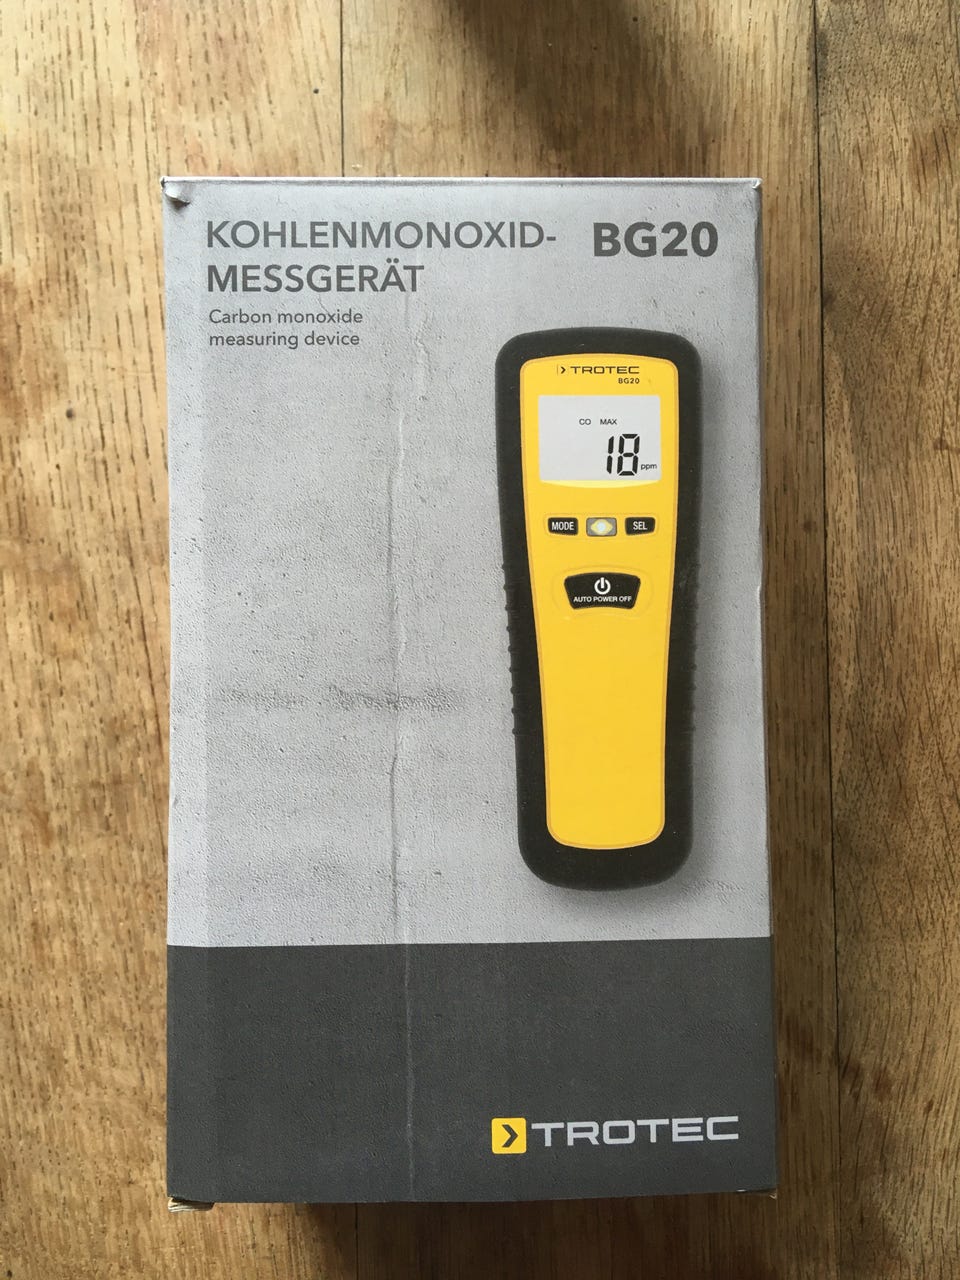 KOHLENMONOXID-
MESSGERÄT
BG20
Carbon monoxide
measuring device
TROTEC
BG20
CO MAX
18 ppm
MODE
SEL
AUTO POWER OFF
TROTEC